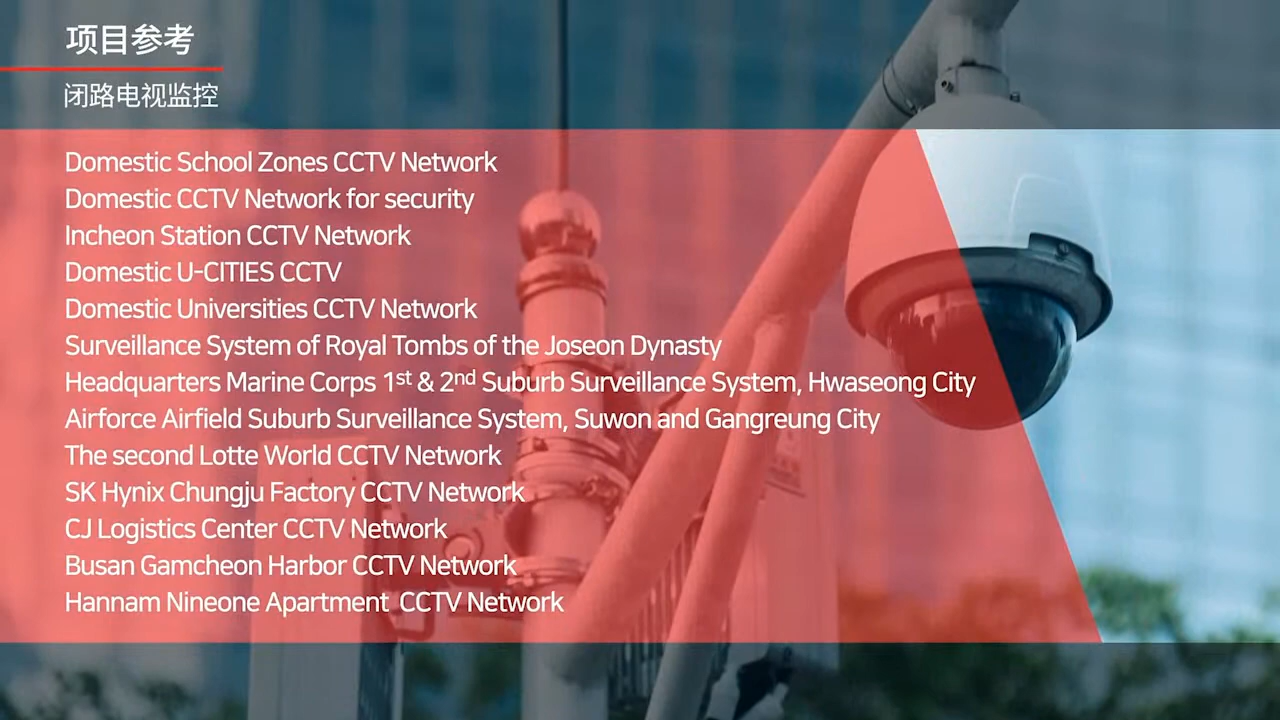 项目参考
闭路电视监控
Domestic School Zones CCTV Network
Domestic CCTV Network for security
Incheon Station CCTV Network
Domestic U-CITIES CCTV
Domestic Universities CCTV Network
Surveillance System of Royal Tombs of the Joseon Dynasty
Headquarters Marine Corps 1st & 2nd Suburb Surveillance System, Hwaseong City
Airforce Airfield Suburb Surveillance System, Suwon and Gangreung City
The second Lotte World CCTV Network
SK Hynix Chungju Factory CCTV Network
CJ Logistics Center CCTV Network
Busan Gamcheon Harbor CCTV Network
Hannam Nineone Apartment  CCTV Network